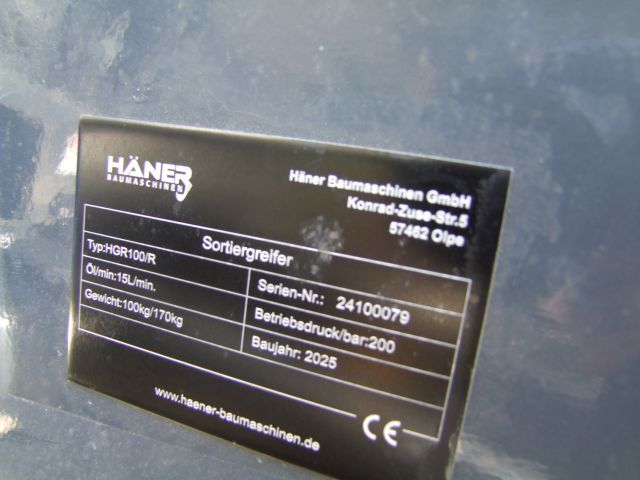 HÄNER
BAUMASCHINEN
Häner Baumaschinen GmbH
Konrad-Zuse-Str.5
57462 Olpe
Sortiergreifer
Typ:HGR100/R
Serien-Nr.: 24100079
Öl/min:15L/min.
Betriebsdruck/bar:200
Gewicht:100kg/170kg
Baujahr: 2025
www.haener-baumaschinen.de
CE